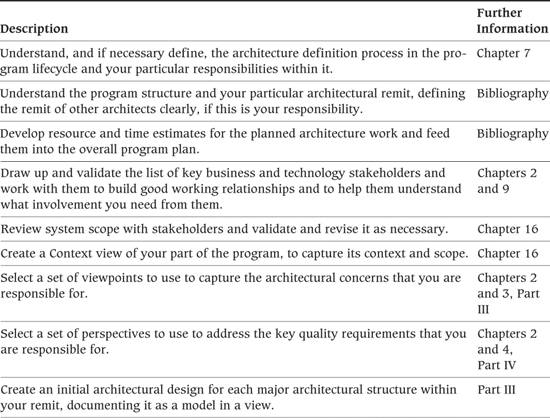 Description Further Information
Understand, and if necessary define, the architecture definition process in the pro- Chapter 7
gram lifecycle and your particular responsibilities within it.
Understand the program structure and your particular architectural remit, defining Bibliography
the remit of other architects clearly, if this is your responsibility.
Develop resource and time estimates for the planned architecture work and feed Bibliography
them into the overall program plan.
Draw up and validate the list of key business and technology stakeholders and Chapters 2
work with them to build good working relationships and to help them understand and 9
what involvement you need from them.
Review system scope with stakeholders and validate and revise it as necessary. Chapter 16
Create a Context view of your part of the program, to capture its context and scope. Chapter 16
Select a set of viewpoints to use to capture the architectural concerns that you are Chapters 2
responsible for. and 3, Part
III
Select a set of perspectives to use to address the key quality requirements that you Chapters 2
are responsible for. and 4,
Part IV
Create an initial architectural design for each major architectural structure within Part III
your remit, documenting it as a model in a view.